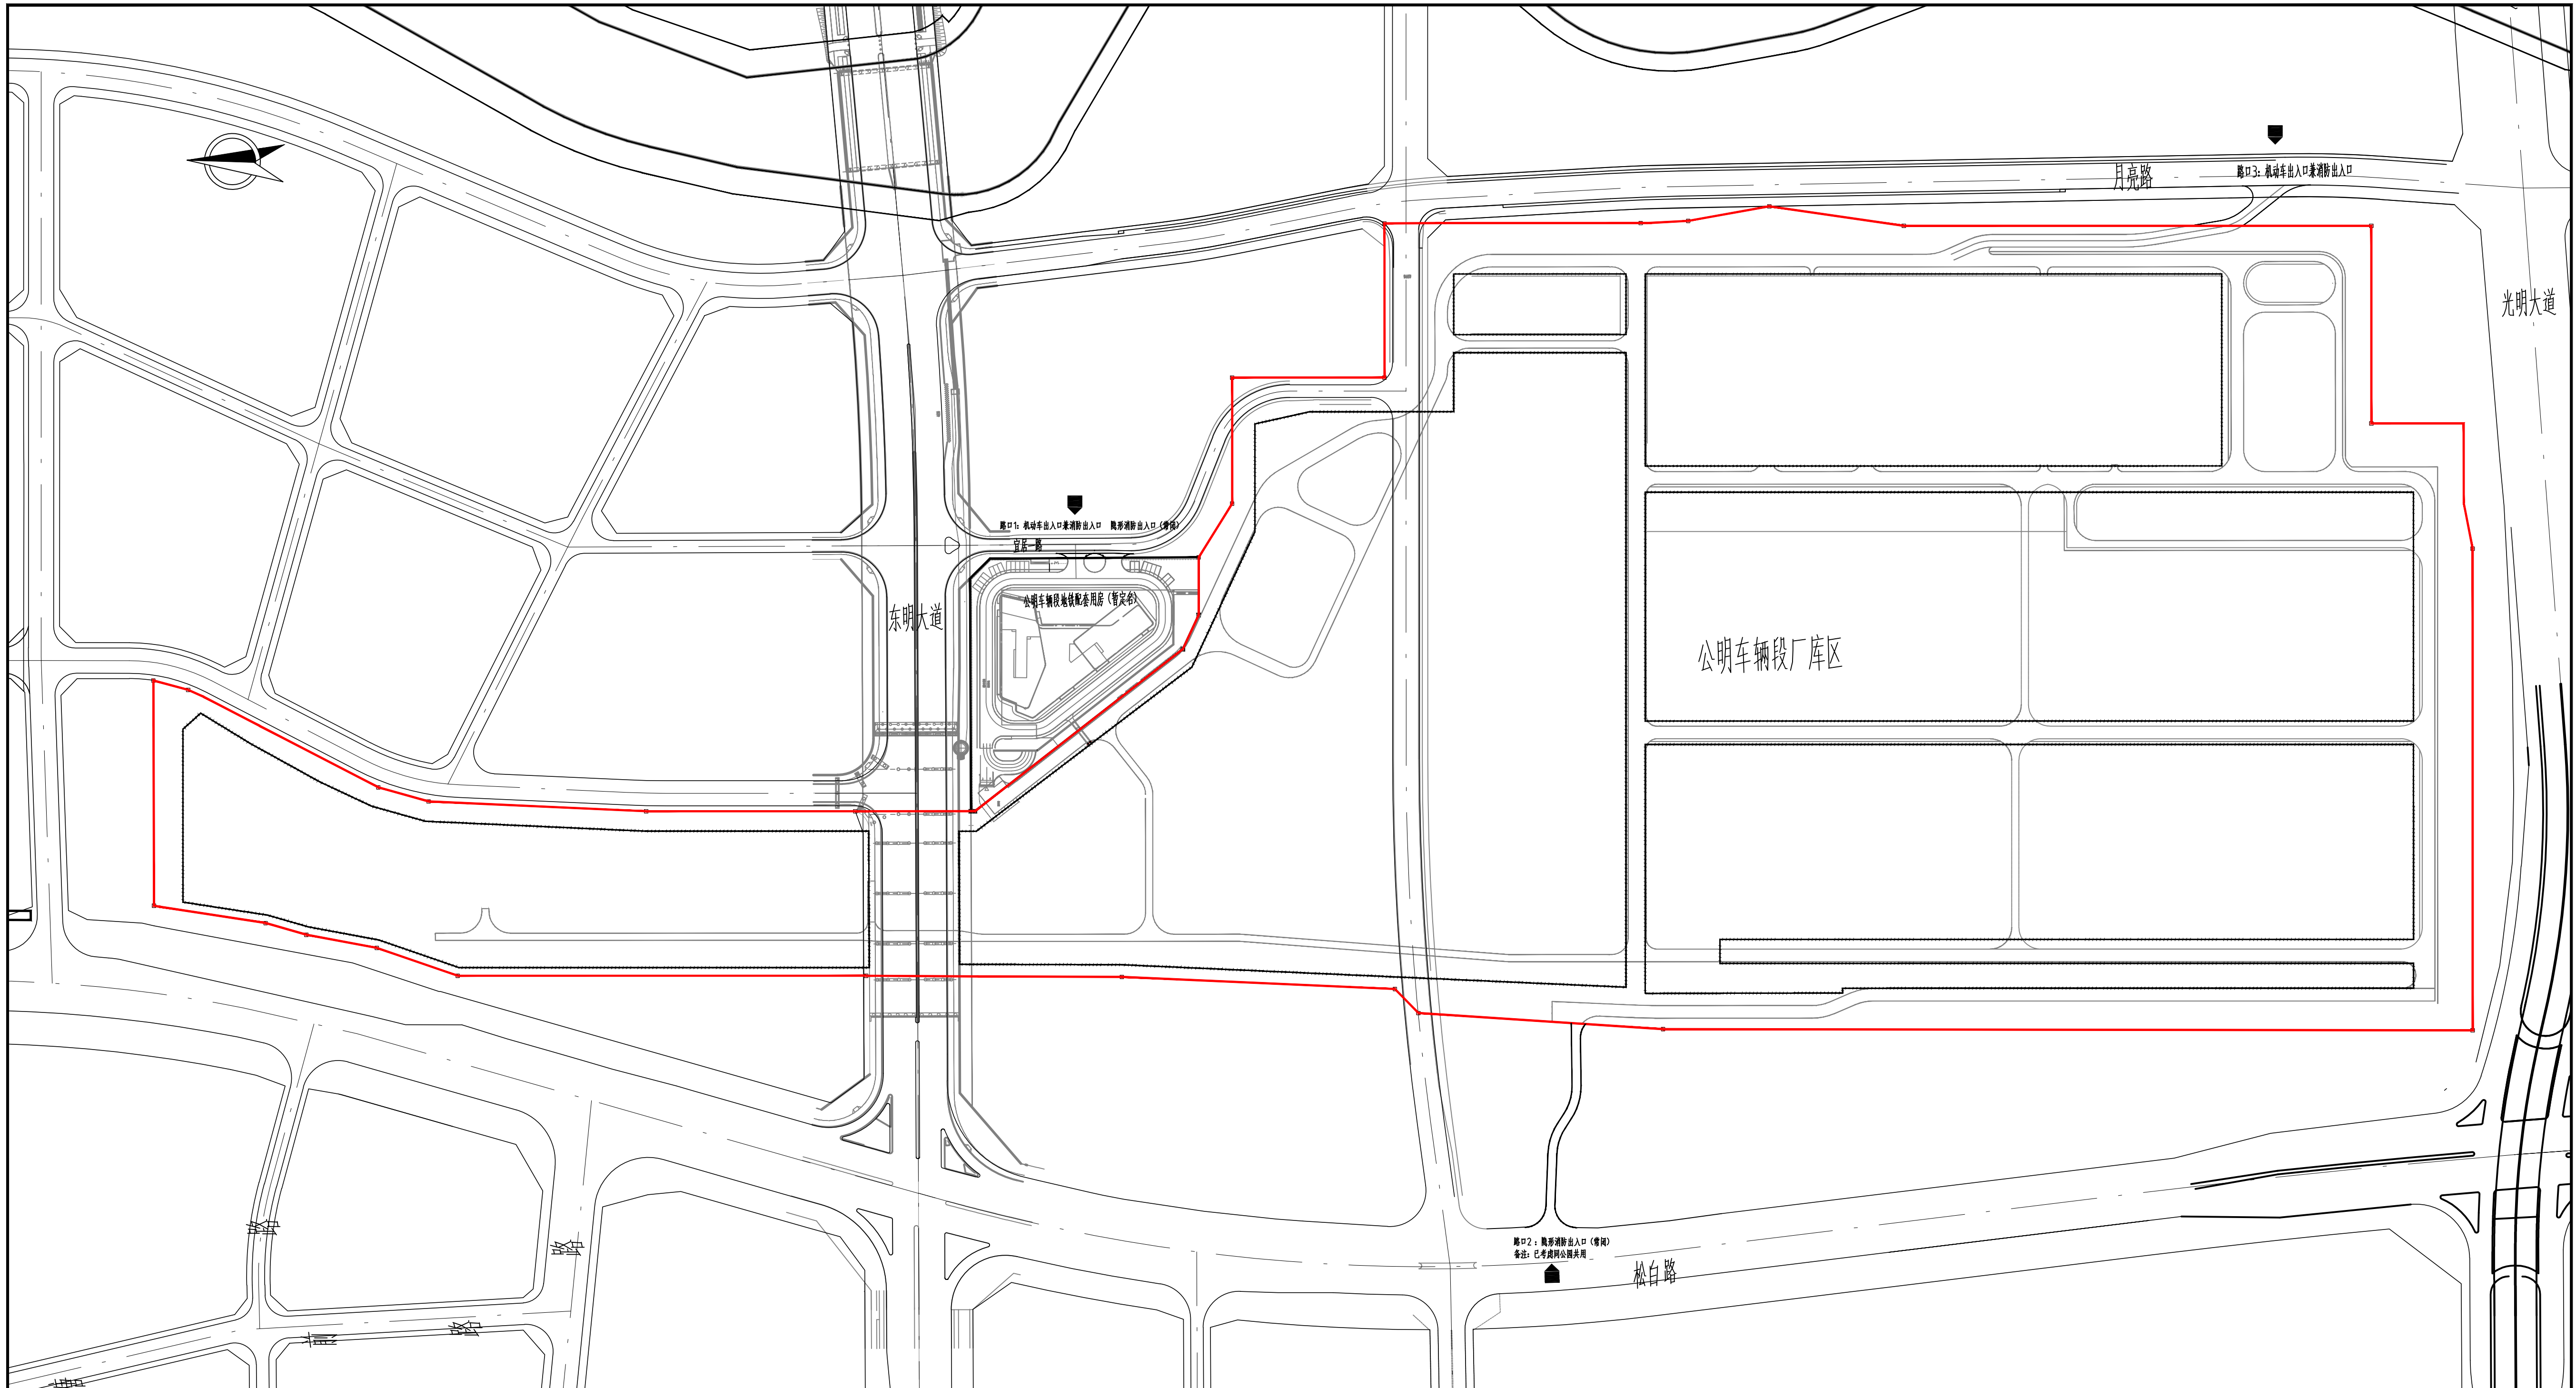 月亮路
路口3：机动车出入口兼消防出入口
光明大道
路口1：机动车出入口兼消防出入口　隐形消防出入口（常闭）
宜居一路
公明车辆段地铁配套用房（暂定名）
东明大道
公明车辆段厂库区
路
路
路口2：隐形消防出入口（常闭）
备注：已考虑同公园共用
松白路
路